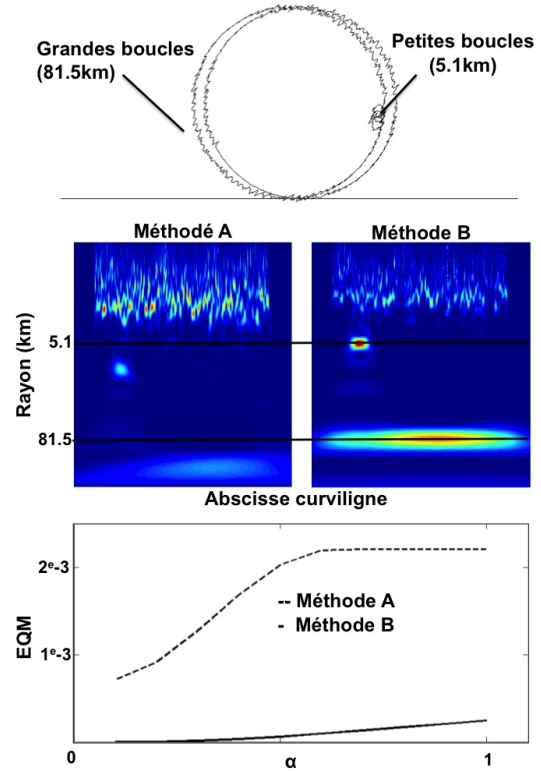 Grandes boucles
(81.5km)
Petites boucles
(5.1km)
Méthodé A
Méthode B
Rayon (km)
5.1
81.5
Abscisse curviligne
EQM
2e-3
1e-3
-- Méthode A
- Méthode B
0
α
1